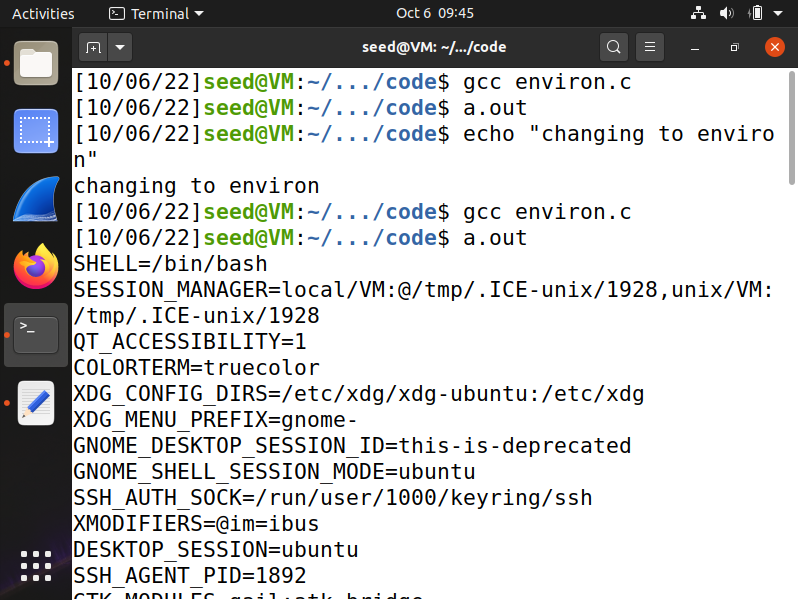 Activities Terminal Oct 6 09:45
seed@VM: ~/.../code
[10/06/22]seed@VM:~/.../code$ gcc environ.c
[10/06/22]seed@VM:~/.../code$ a.out
[10/06/22]seed@VM:~/.../code$ echo "changing to enviro
n"
changing to environ
[10/06/22]seed@VM:~/.../code$ gcc environ.c
[10/06/22]seed@VM:~/.../code$ a.out
SHELL=/bin/bash
SESSION_MANAGER=local/VM:@/tmp/.ICE-unix/1928,unix/VM:
/tmp/.ICE-unix/1928
QT_ACCESSIBILITY=1
COLORTERM=truecolor
XDG_CONFIG_DIRS=/etc/xdg/xdg-ubuntu:/etc/xdg
XDG_MENU_PREFIX=gnome-
GNOME_DESKTOP_SESSION_ID=this-is-deprecated
GNOME_SHELL_SESSION_MODE=ubuntu
SSH_AUTH_SOCK=/run/user/1000/keyring/ssh
XMODIFIERS=@im=ibus
DESKTOP_SESSION=ubuntu
SSH_AGENT_PID=1892
GTK_MODULES=gail:atk-bridge